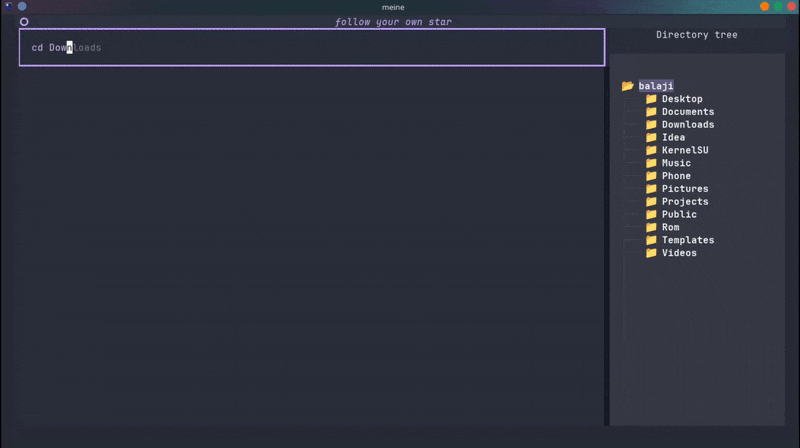 meine
follow your own star
cd Downloads
Directory tree
balaji
Desktop
Documents
Downloads
Idea
KernelSU
Music
Phone
Pictures
Projects
Public
Rom
Templates
Videos